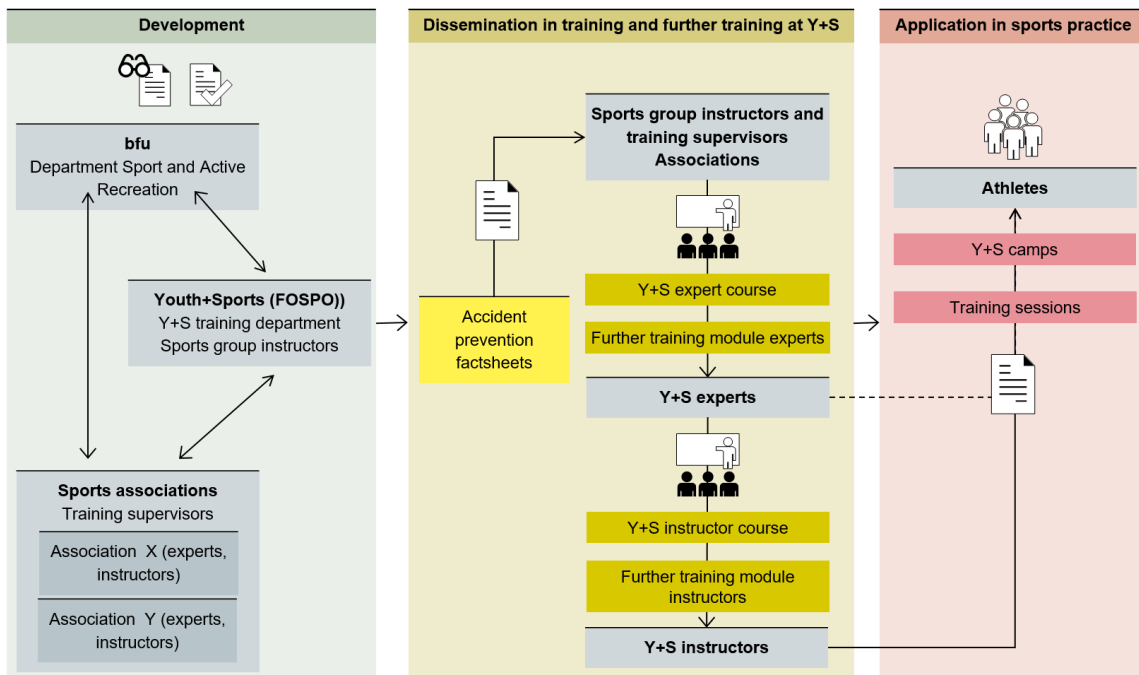 Development
bfu
Department Sport and Active
Recreation
Youth+Sports (FOSPO))
Y+S training department
Sports group instructors
Sports associations
Training supervisors
Association  X (experts,
instructors)
Association  Y (experts,
instructors)
Dissemination in training and further training at Y+S
Accident
prevention
factsheets
Sports group instructors and
training supervisors
Associations
Y+S expert course
Further training module experts
Y+S experts
Y+S instructor course
Further training module
instructors
Y+S instructors
Application in sports practice
Athletes
Y+S camps
Training sessions